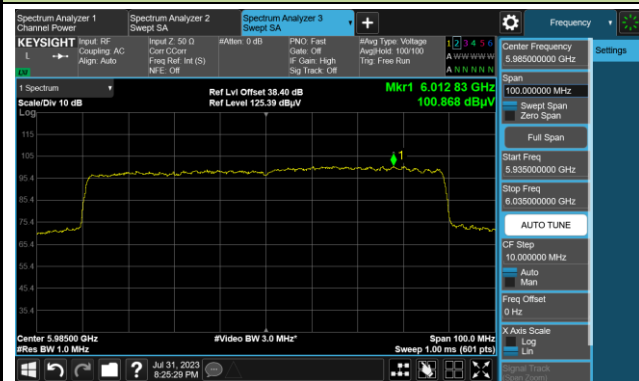 Spectrum Analyzer 1
Channel Power
Spectrum Analyzer 2
Swept SA
Spectrum Analyzer 3
Swept SA
Frequency
KEYSIGHT
L
Input: RF
Coupling: AC
Align: Auto
Input Z: 50 Ω
Corr CCorr
Freq Ref: Int (S)
NFE: Off
#Atten: 0 dB
PNO: Fast
Gate: Off
IF Gain: High
Sig Track: Off
#Avg Type: Voltage
Avg|Hold: 100/100
Trig: Free Run
1 2 3 4 5 6
A W W W W W
A N N N N N
1 Spectrum
Scale/Div 10 dB
Log
Ref Lvl Offset 38.40 dB
Ref Level 125.39 dBµV
Mkr1 6.012 83 GHz
100.868 dBµV
115
105
95.4
85.4
75.4
65.4
55.4
45.4
35.4
1
Center 5.98500 GHz
#Res BW 1.0 MHz
#Video BW 3.0 MHz*
Span 100.0 MHz
Sweep 1.00 ms (601 pts)
Jul 31, 2023
8:25:29 PM
Center Frequency
5.985000000 GHz
Settings
Span
100.000000 MHz
Swept Span
Zero Span
Full Span
Start Freq
5.935000000 GHz
Stop Freq
6.035000000 GHz
AUTO TUNE
CF Step
10.000000 MHz
Auto
Man
Freq Offset
0 Hz
X Axis Scale
Log
Lin
Signal Track
(Span Zoom)